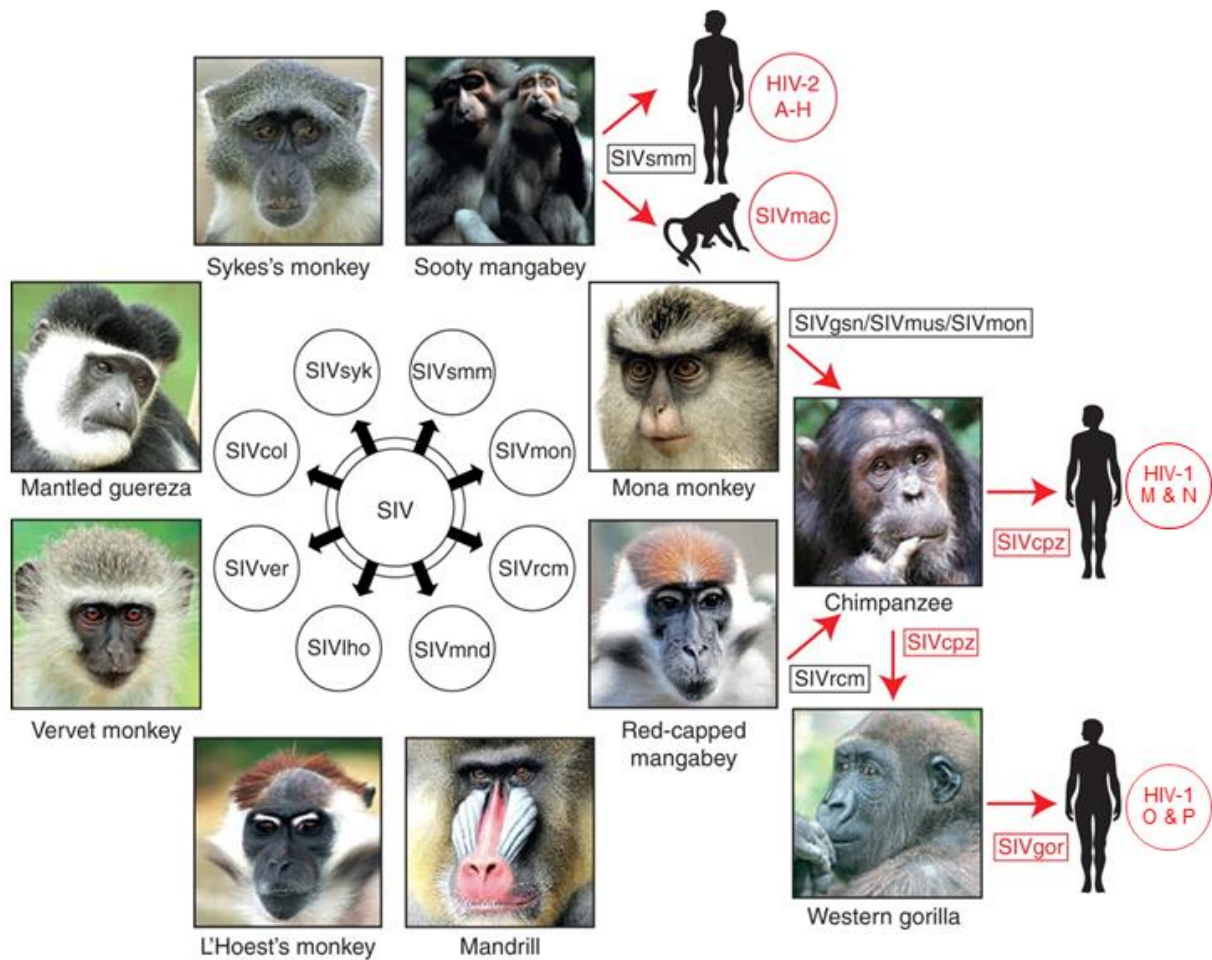 HIV-2
A-H
SIVsmm
SIVmac
Sykes's monkey
Sooty mangabey
SIVgsn/SIVmus/SIVmon
SIVsyk
SIVsmm
SIVcol
SIVmon
Mantled guereza
Mona monkey
SIV
HIV-1
M & N
SIVcpz
SIVver
SIVrcm
Chimpanzee
SIVlho
SIVmnd
SIVcpz
SIVrcm
Vervet monkey
Red-capped
mangabey
HIV-1
O & P
SIVgor
L'Hoest's monkey
Mandrill
Western gorilla